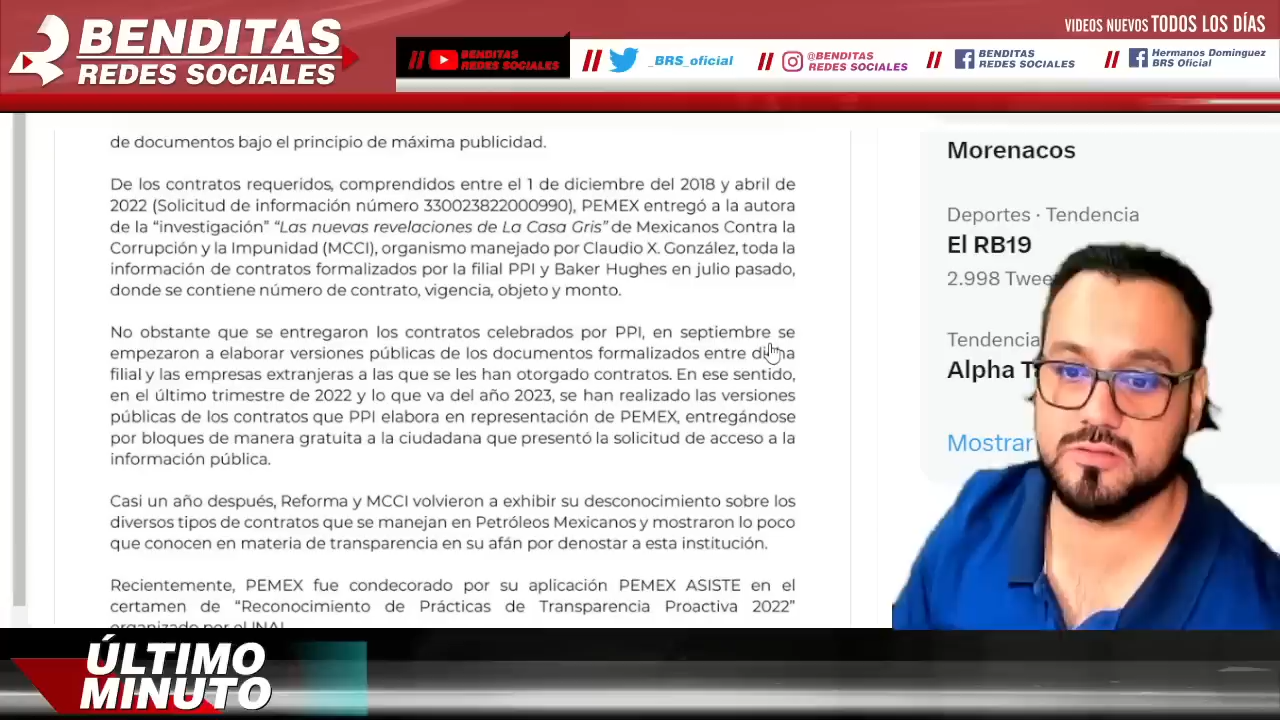 BENDITAS
REDES SOCIALES
VIDEOS NUEVOS TODOS LOS DÍAS
BENDITAS
REDES SOCIALES
_BRS_oficial
@BENDITAS
REDES SOCIALES
BENDITAS
REDES SOCIALES
Hermanos Dominguez
BRS Oficial
de documentos bajo el principio de máxima publicidad.
De los contratos requeridos, comprendidos entre el 1 de diciembre del 2018 y abril de
2022 (Solicitud de información número 330023822000990), PEMEX entregó a la autora
de la “investigación” “Las nuevas revelaciones de La Casa Gris” de Mexicanos Contra la
Corrupción y la Impunidad (MCCI), organismo manejado por Claudio X. González, toda la
información de contratos formalizados por la filial PPI y Baker Hughes en julio pasado,
donde se contiene número de contrato, vigencia, objeto y monto.
No obstante que se entregaron los contratos celebrados por PPI, en septiembre se
empezaron a elaborar versiones públicas de los documentos formalizados entre dicha
filial y las empresas extranjeras a las que se les han otorgado contratos. En ese sentido,
en el último trimestre de 2022 y lo que va del año 2023, se han realizado las versiones
públicas de los contratos que PPI elabora en representación de PEMEX, entregándose
por bloques de manera gratuita a la ciudadana que presentó la solicitud de acceso a la
información pública.
Casi un año después, Reforma y MCCI volvieron a exhibir su desconocimiento sobre los
diversos tipos de contratos que se manejan en Petróleos Mexicanos y mostraron lo poco
que conocen en materia de transparencia en su afán por denostar a esta institución.
Recientemente, PEMEX fue condecorado por su aplicación PEMEX ASISTE en el
certamen de “Reconocimiento de Prácticas de Transparencia Proactiva 2022”
organizado por el INAI
Morenacos
Deportes · Tendencia
El RB19
2.998 Twee
Tendencia
Alpha T
Mostrar
ÚLTIMO
MINUTO